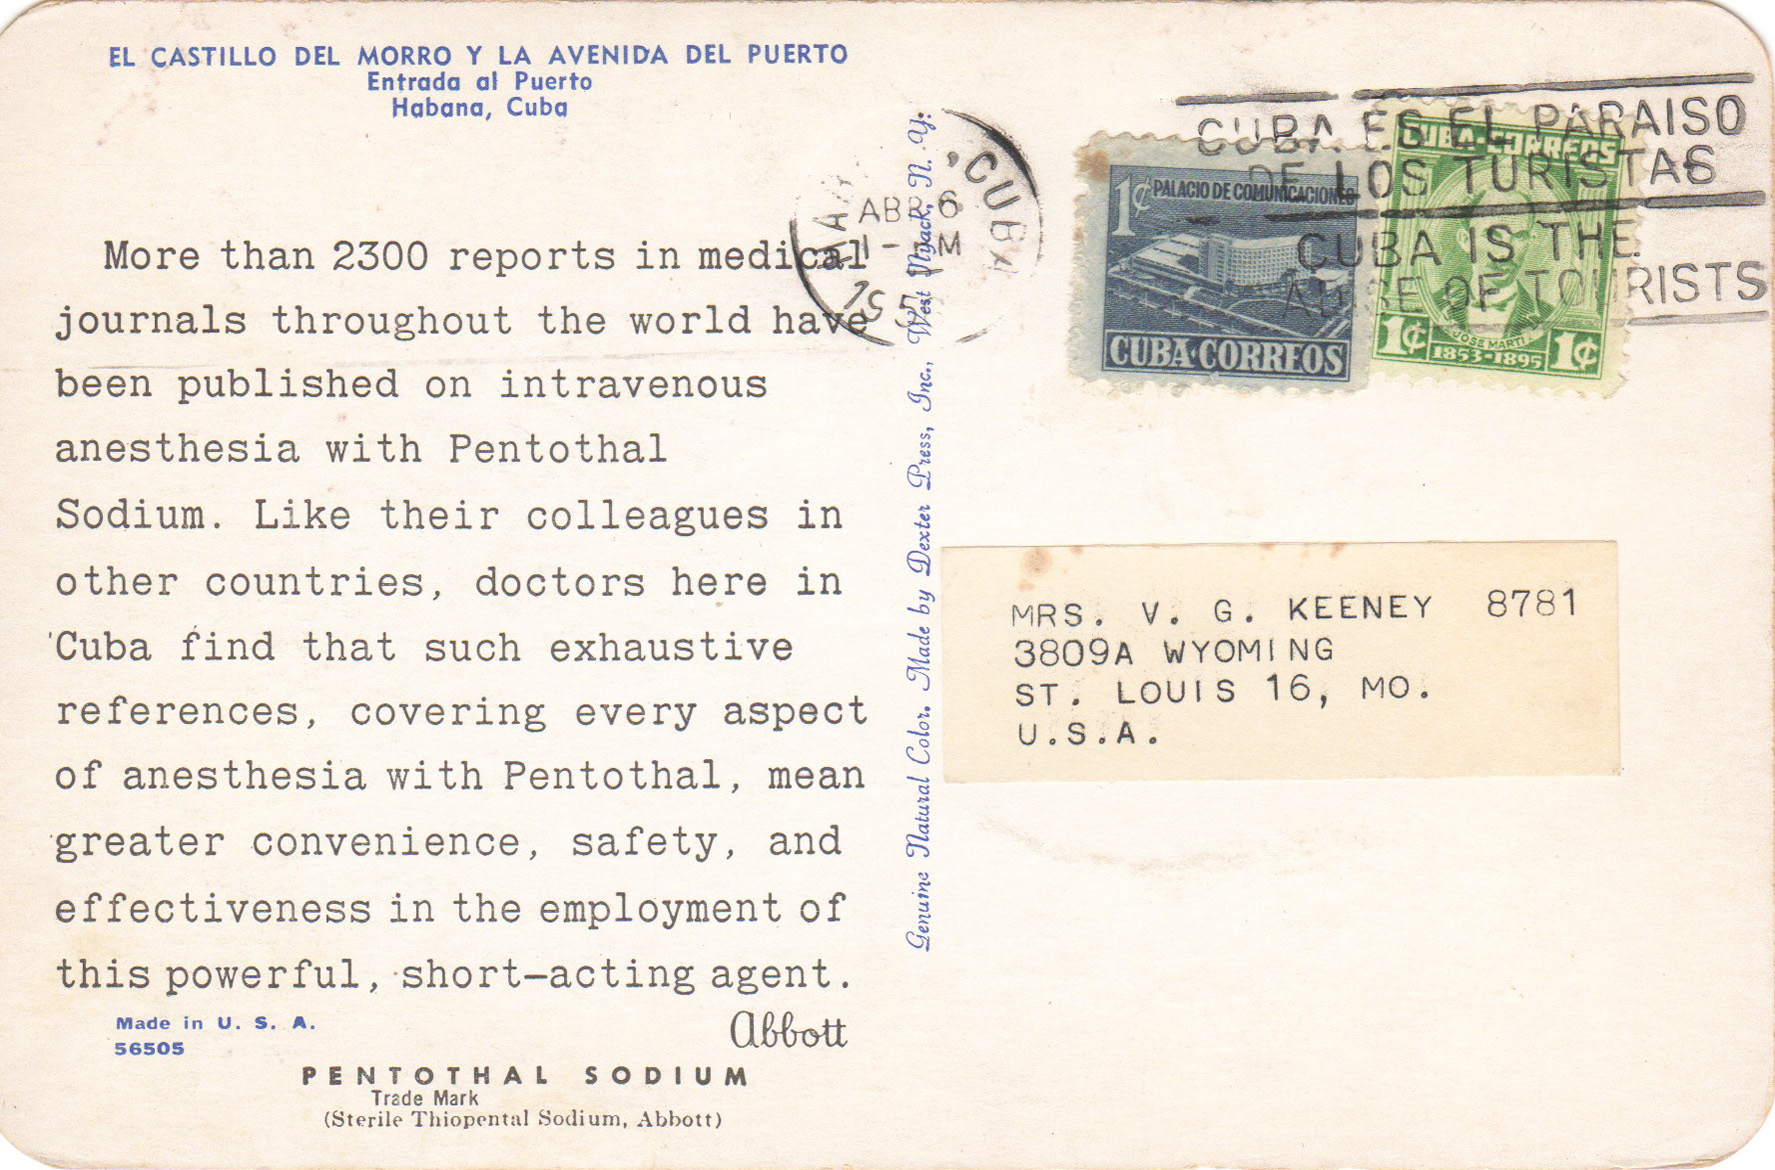 EL CASTILLO DEL MORRO Y LA AVENIDA DEL PUERTO
Entrada al Puerto
Habana, Cuba
More than 2300 reports in medical
journals throughout the world have
been published on intravenous
anesthesia with Pentothal
Sodium. Like their colleagues in
other countries, doctors here in
Cuba find that such exhaustive
references, covering every aspect
of anesthesia with Pentothal, mean
greater convenience, safety, and
effectiveness in the employment of
this powerful, short-acting agent.
Abbott
Made in U. S. A.
56505
PENTOTHAL SODIUM
Trade Mark
(Sterile Thiopental Sodium, Abbott)
Genuine Natural Color. Made by Dexter Press, Inc., West Nyack, N. Y.
, CUBA
ABR 6
1 - PM
CUBA ES EL PARAISO
DE LOS TURISTAS
CUBA IS THE
OF TOURISTS
1¢ PALACIO DE COMUNICACIONES
CUBA·CORREOS
CUBA·CORREOS
JOSE MARTI
1¢ 1853-1895 1¢
MRS. V. G. KEENEY 8781
3809A WYOMING
ST. LOUIS 16, MO.
U.S.A.